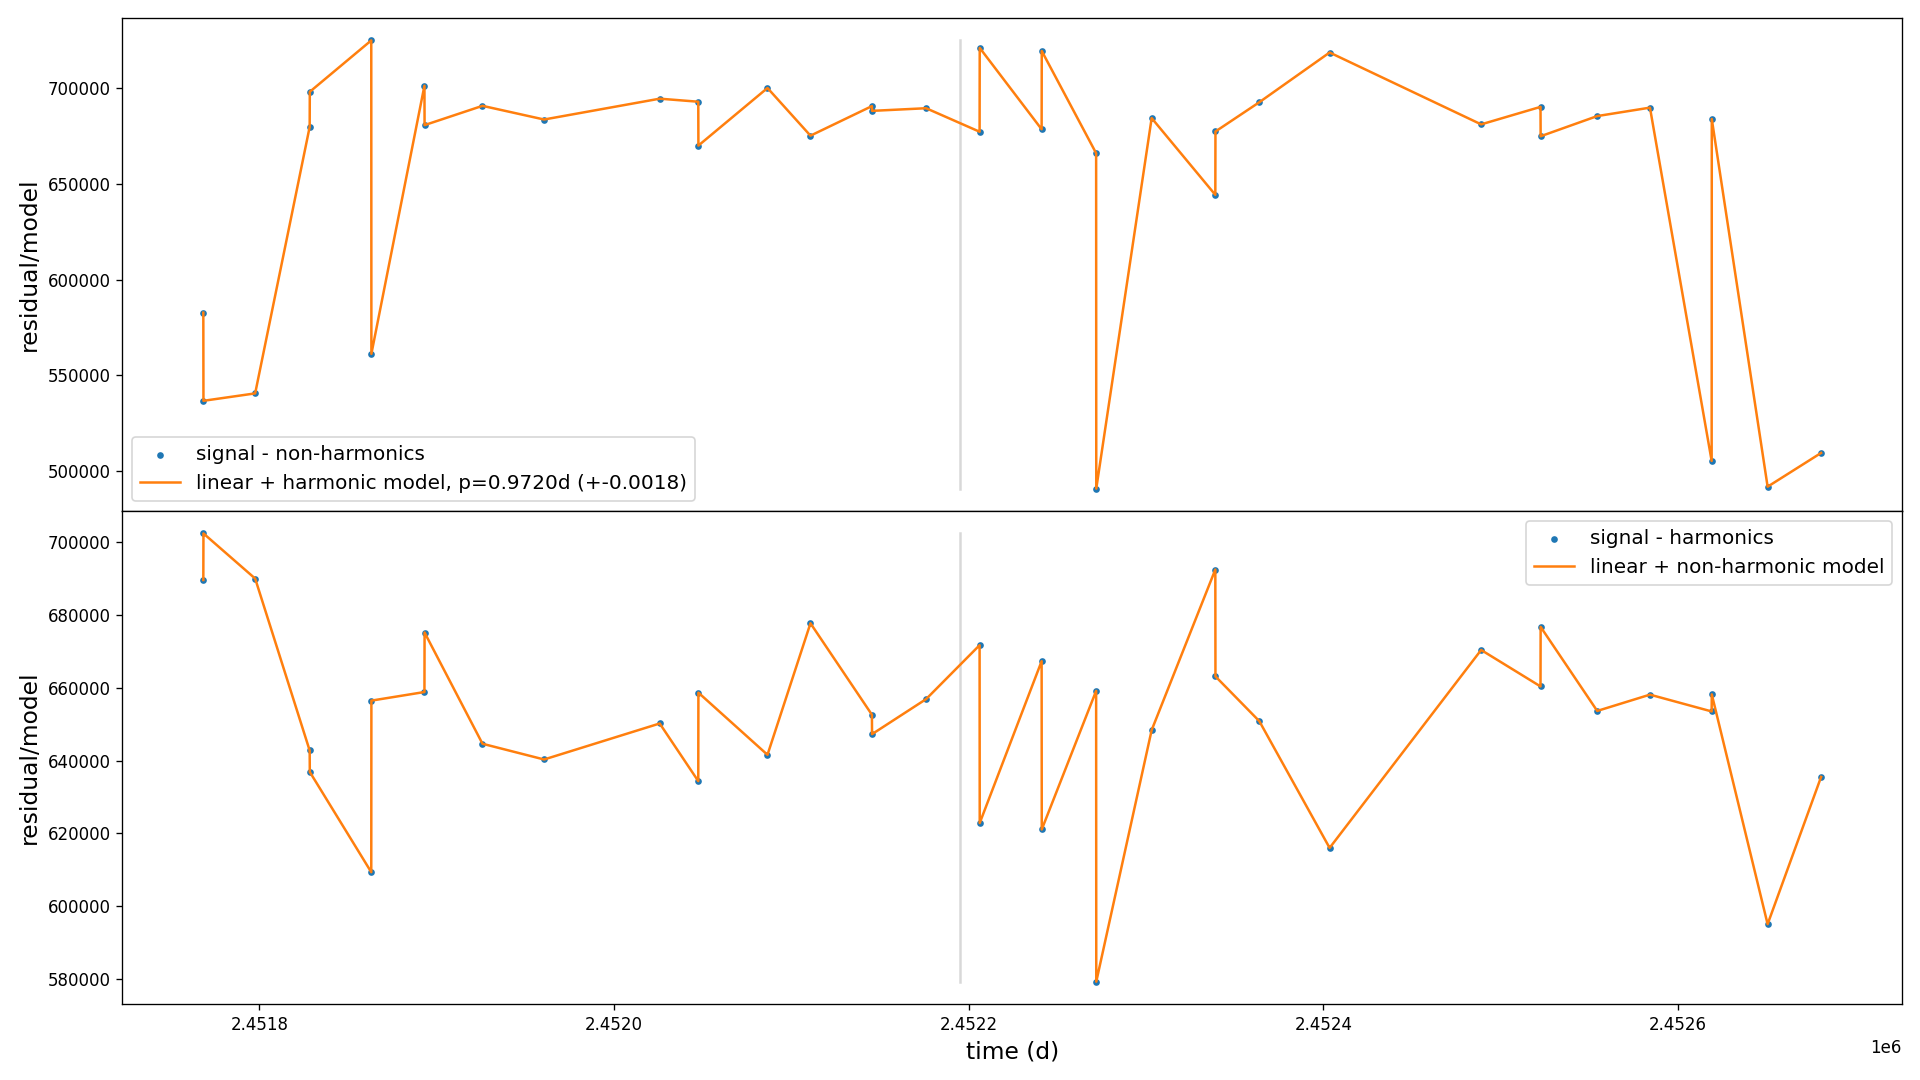 residual/model
700000
650000
600000
550000
500000
signal - non-harmonics
linear + harmonic model, p=0.9720d (+-0.0018)
residual/model
700000
680000
660000
640000
620000
600000
580000
signal - harmonics
linear + non-harmonic model
2.4518 2.4520 2.4522 2.4524 2.4526
time (d)
1e6